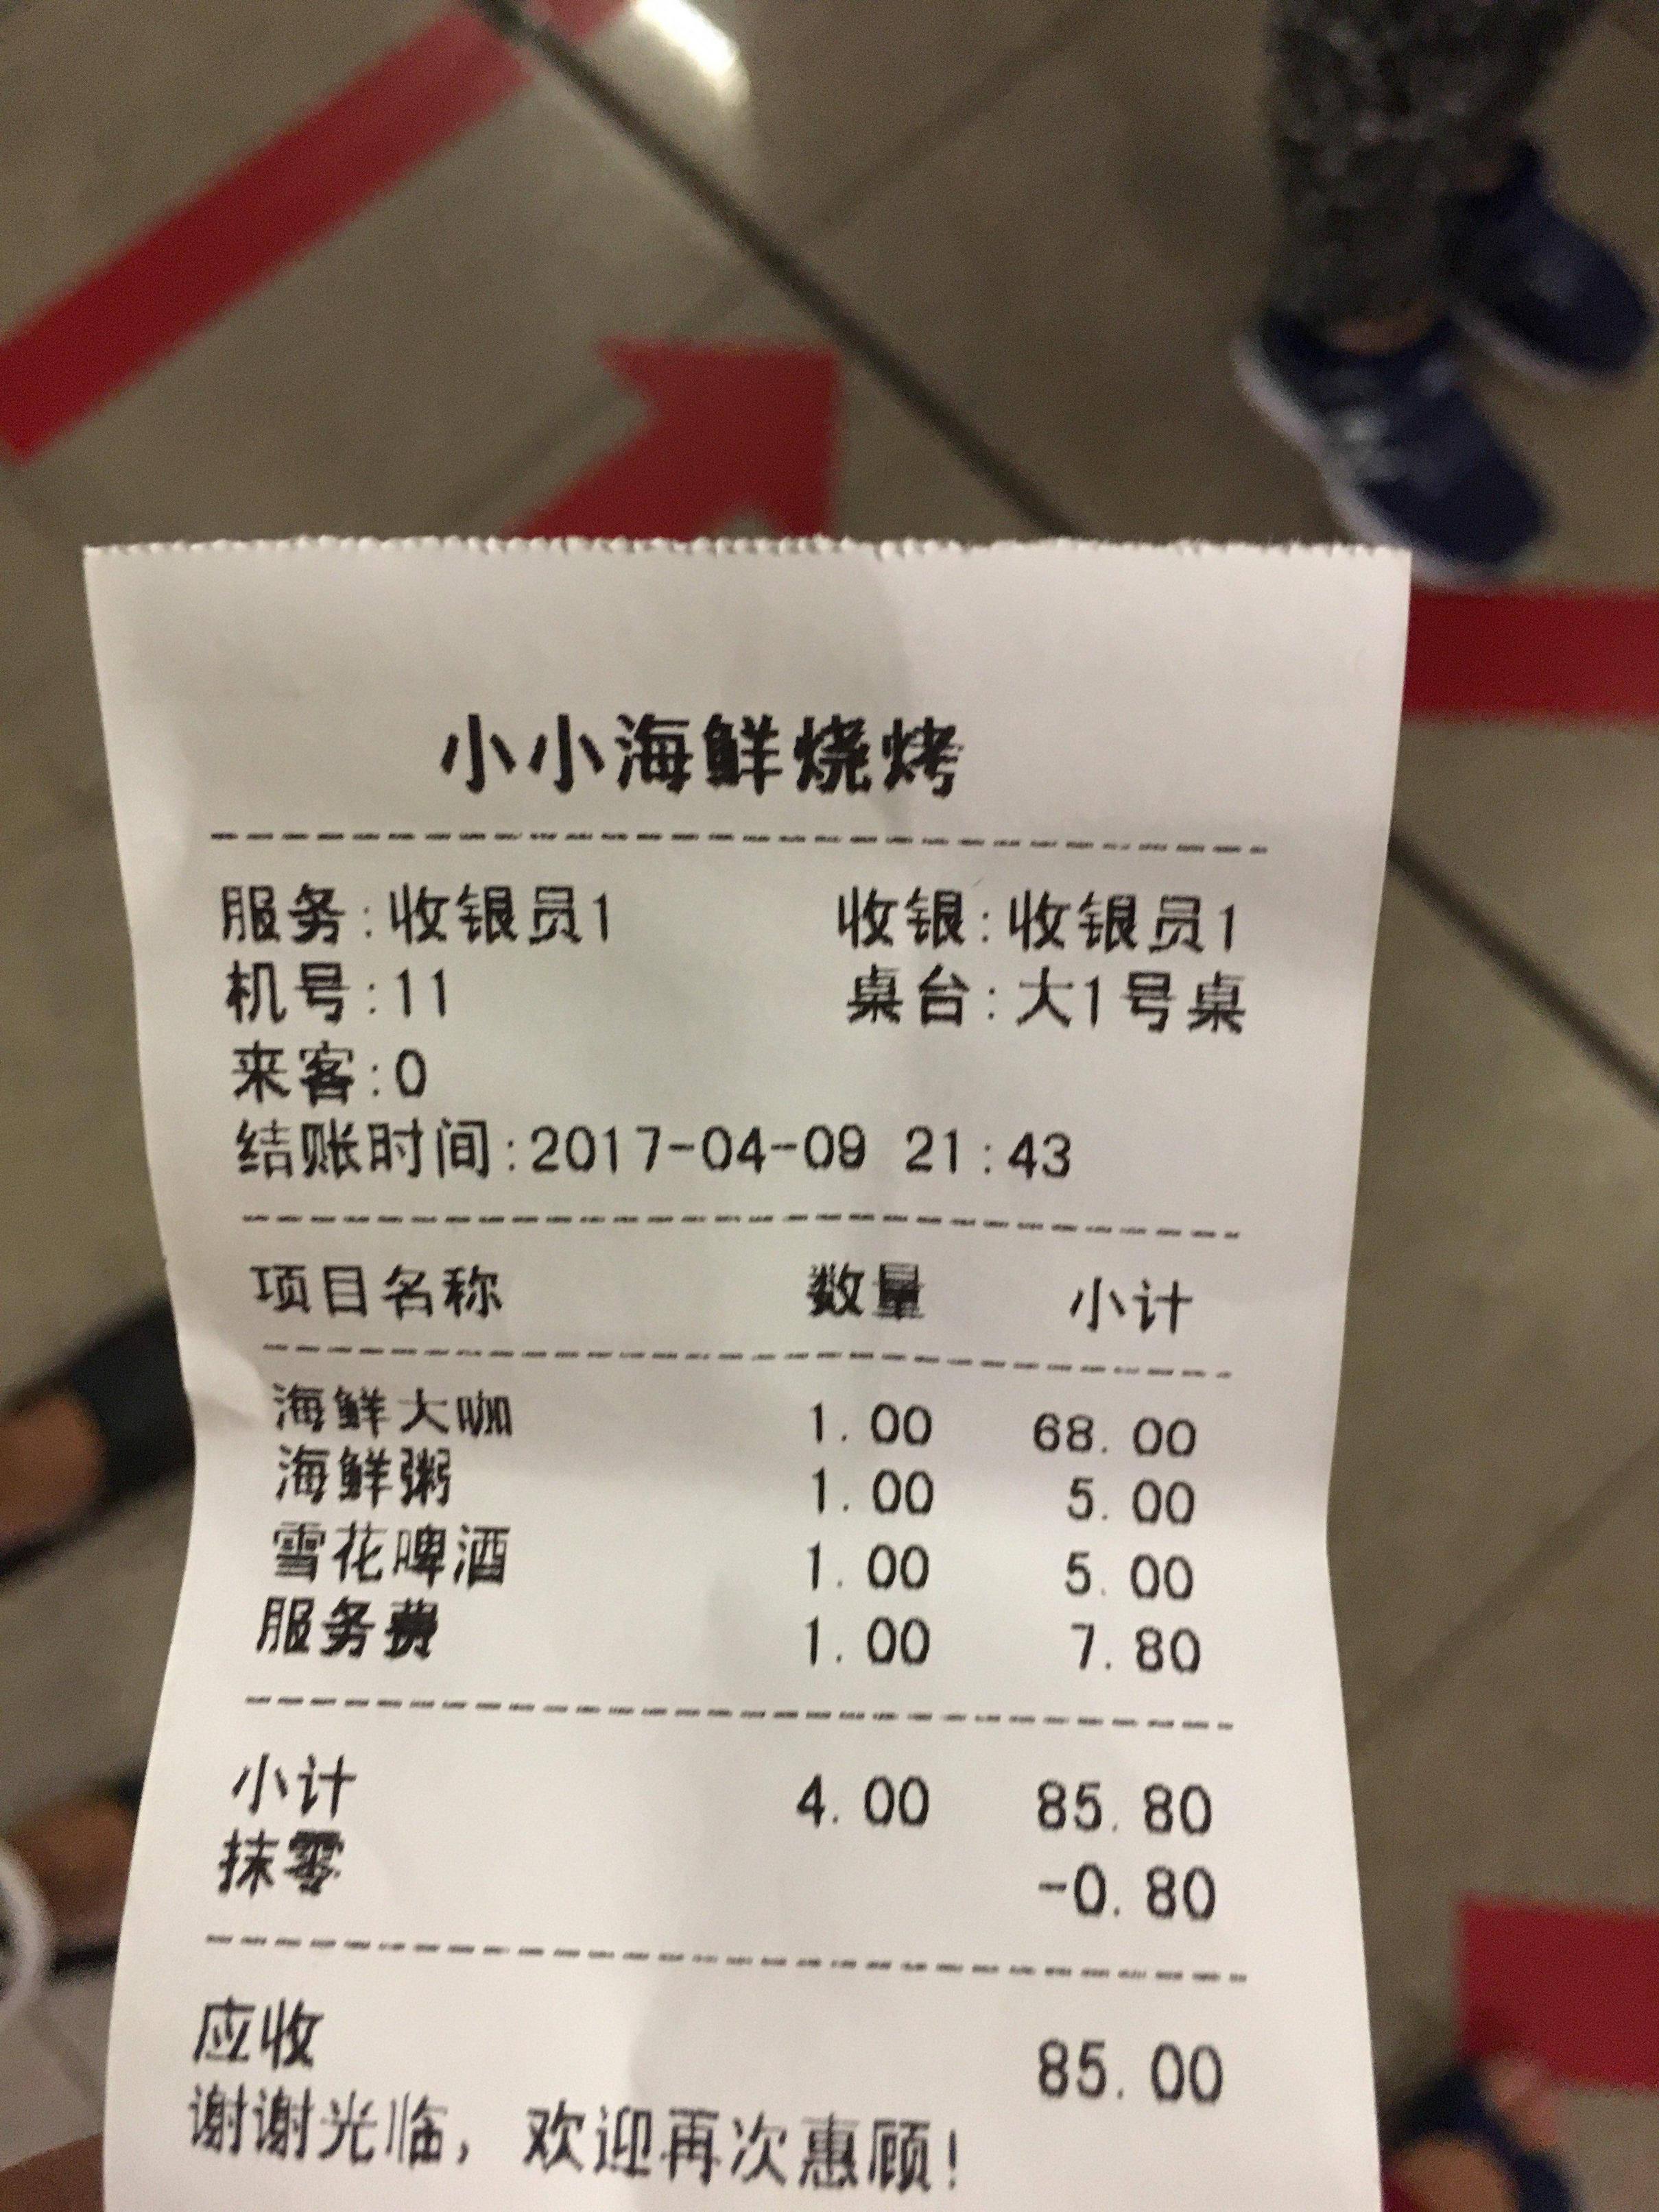 小小海鲜烧烤
服务:收银员1 收银:收银员1
机号:11 桌台:大1号桌
来客:0
结账时间:2017-04-09 21:43
项目名称 数量 小计
海鲜大咖 1.00 68.00
海鲜粥 1.00 5.00
雪花啤酒 1.00 5.00
服务费 1.00 7.80
小计 4.00 85.80
抹零 -0.80
应收 85.00
谢谢光临，欢迎再次惠顾!